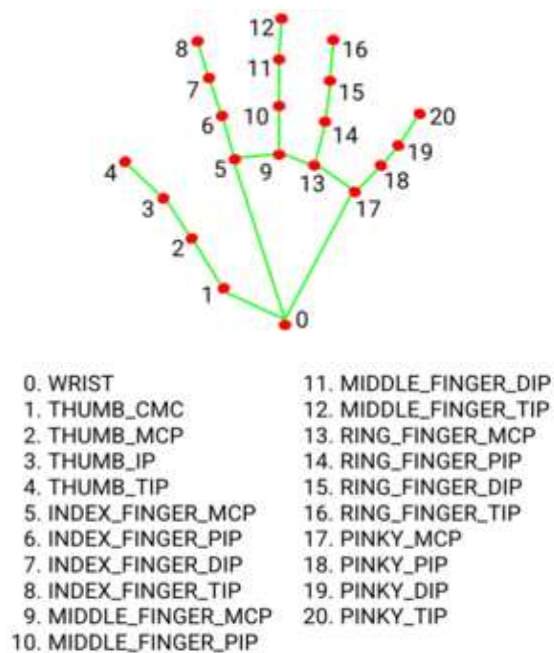 12
8
16
11
7
15
10
6
20
14
4
5
9
19
13
18
3
17
2
1
0
0. WRIST
1. THUMB_CMC
2. THUMB_MCP
3. THUMB_IP
4. THUMB_TIP
5. INDEX_FINGER_MCP
6. INDEX_FINGER_PIP
7. INDEX_FINGER_DIP
8. INDEX_FINGER_TIP
9. MIDDLE_FINGER_MCP
10. MIDDLE_FINGER_PIP
11. MIDDLE_FINGER_DIP
12. MIDDLE_FINGER_TIP
13. RING_FINGER_MCP
14. RING_FINGER_PIP
15. RING_FINGER_DIP
16. RING_FINGER_TIP
17. PINKY_MCP
18. PINKY_PIP
19. PINKY_DIP
20. PINKY_TIP